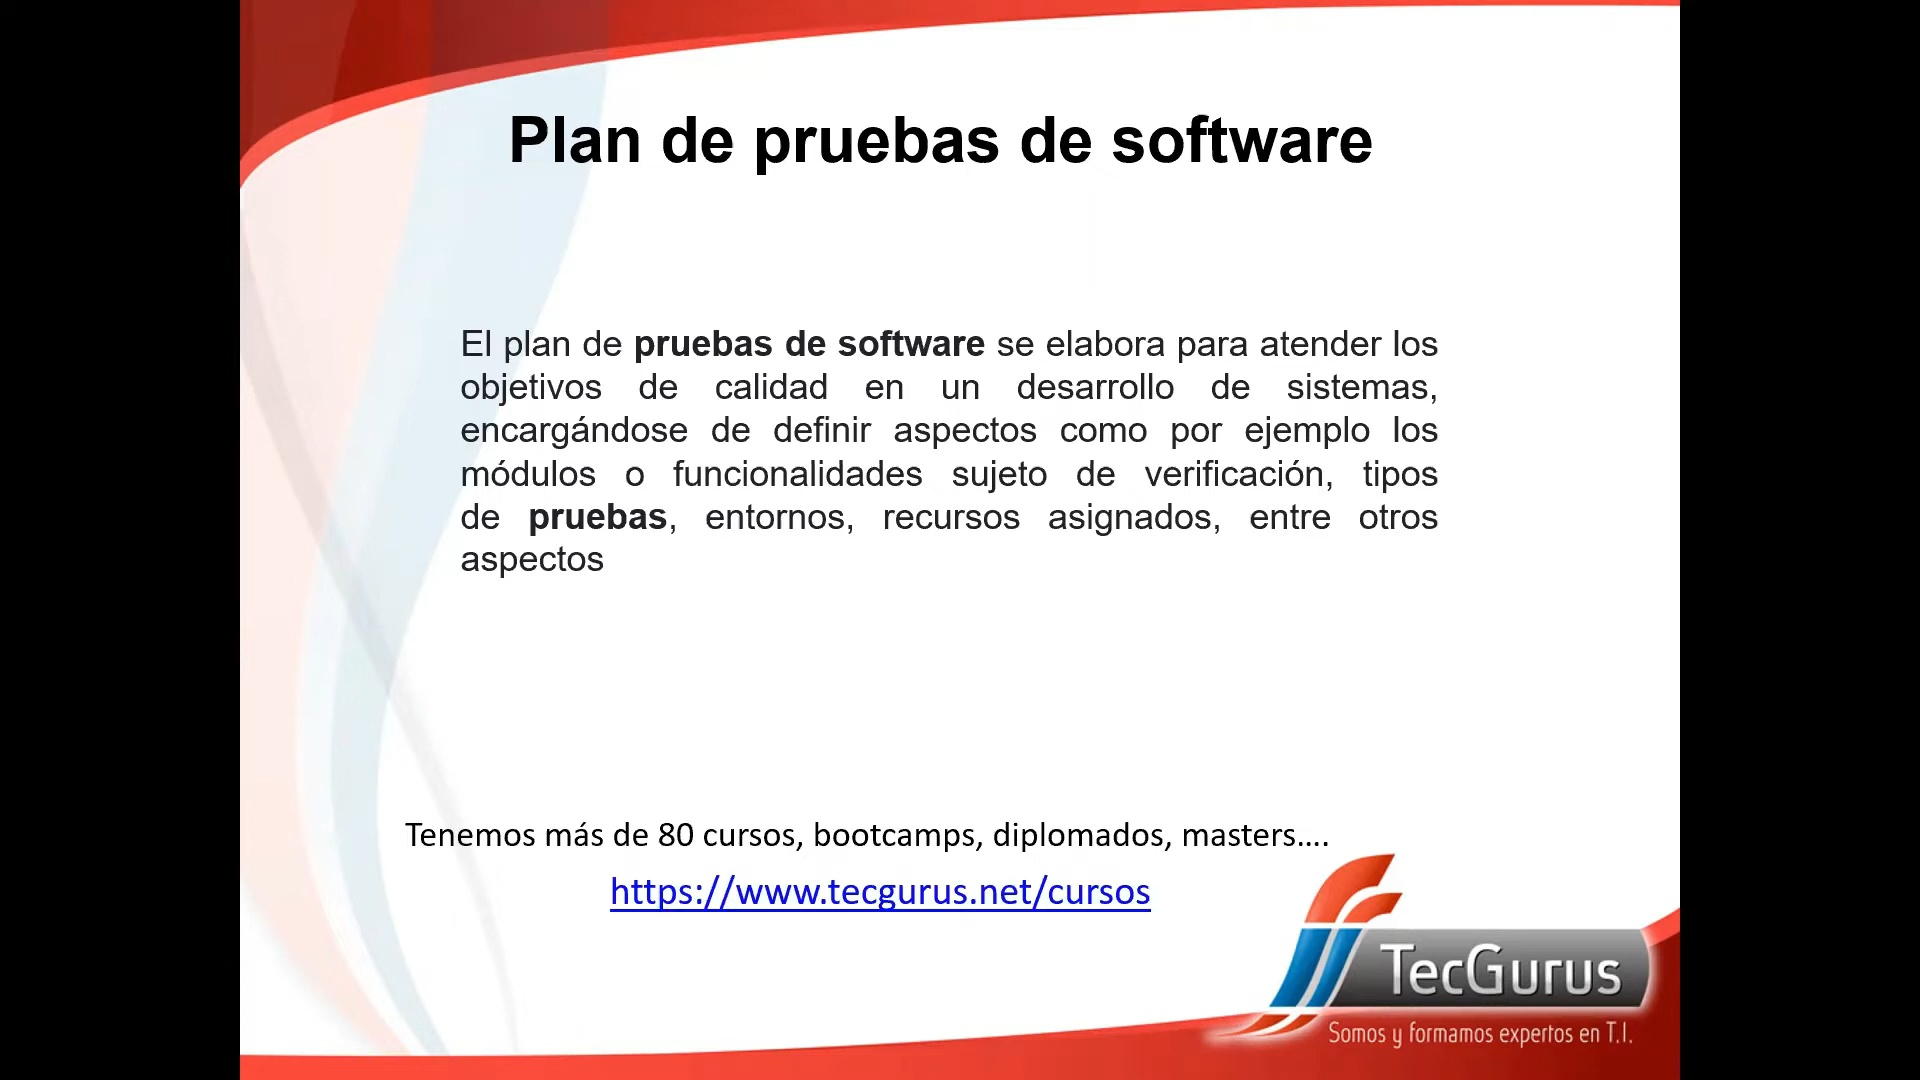 Plan de pruebas de software
El plan de pruebas de software se elabora para atender los
objetivos de calidad en un desarrollo de sistemas,
encargándose de definir aspectos como por ejemplo los
módulos o funcionalidades sujeto de verificación, tipos
de pruebas, entornos, recursos asignados, entre otros
aspectos
Tenemos más de 80 cursos, bootcamps, diplomados, masters....
https://www.tecgurus.net/cursos
TecGurus
Somos y formamos expertos en T.I.